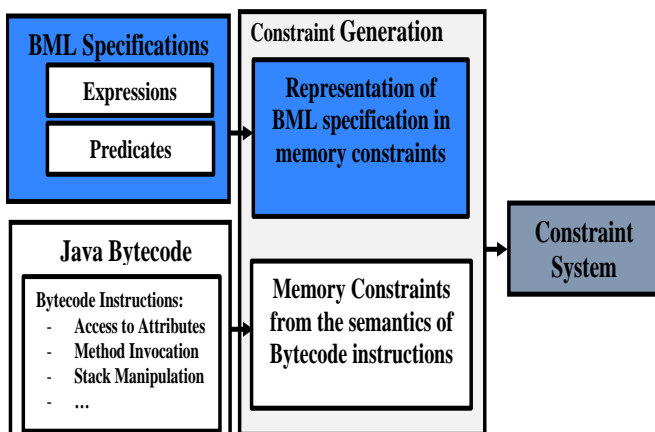 BML Specifications
Expressions
Predicates
Java Bytecode
Bytecode Instructions:
- Access to Attributes
- Method Invocation
- Stack Manipulation
- …
Constraint Generation
Representation of
BML specification in
memory constraints
Memory Constraints
from the semantics of
Bytecode instructions
Constraint
System